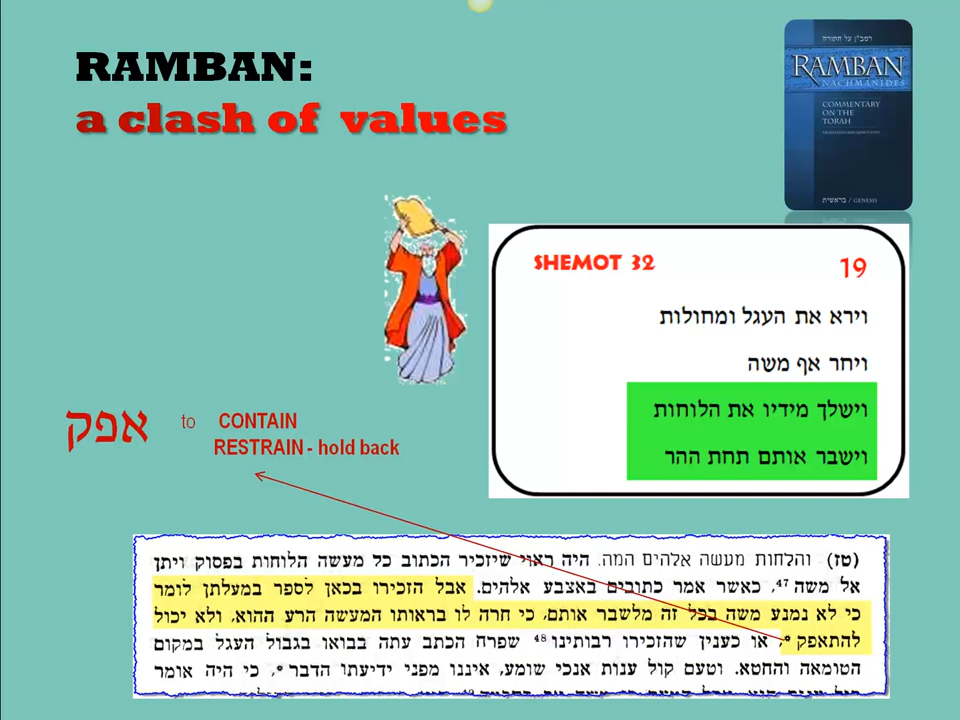 RAMBAN:
a clash of values
רמב"ן על התורה
RAMBAN
NACHMANIDES
COMMENTARY
ON THE
TORAH
TRANSLATED AND ANNOTATED
בראשית / GENESIS
SHEMOT 32 19
וירא את העגל ומחולות
ויחר אף משה
וישלך מידיו את הלוחות
וישבר אותם תחת ההר
אפק to CONTAIN
RESTRAIN - hold back
(טז) והלחות מעשה אלהים המה. היה ראוי שיזכיר הכתוב כל מעשה הלוחות בפסוק ויתן
אל משה 47, כאשר אמר כתובים באצבע אלהים. אבל הזכירו בכאן לספר במעלתן לומר
כי לא נמנע משה בכל זה מלשבר אותם, כי חרה לו בראותו המעשה הרע ההוא, ולא יכול
להתאפק*, או כענין שהזכירו רבותינו 48 שפרח הכתב עתה בבואו בגבול העגל במקום
הטומאה והחטא. וטעם קול ענות אנכי שומע, איננו מפני ידיעתו הדבר*, כי היה אומר